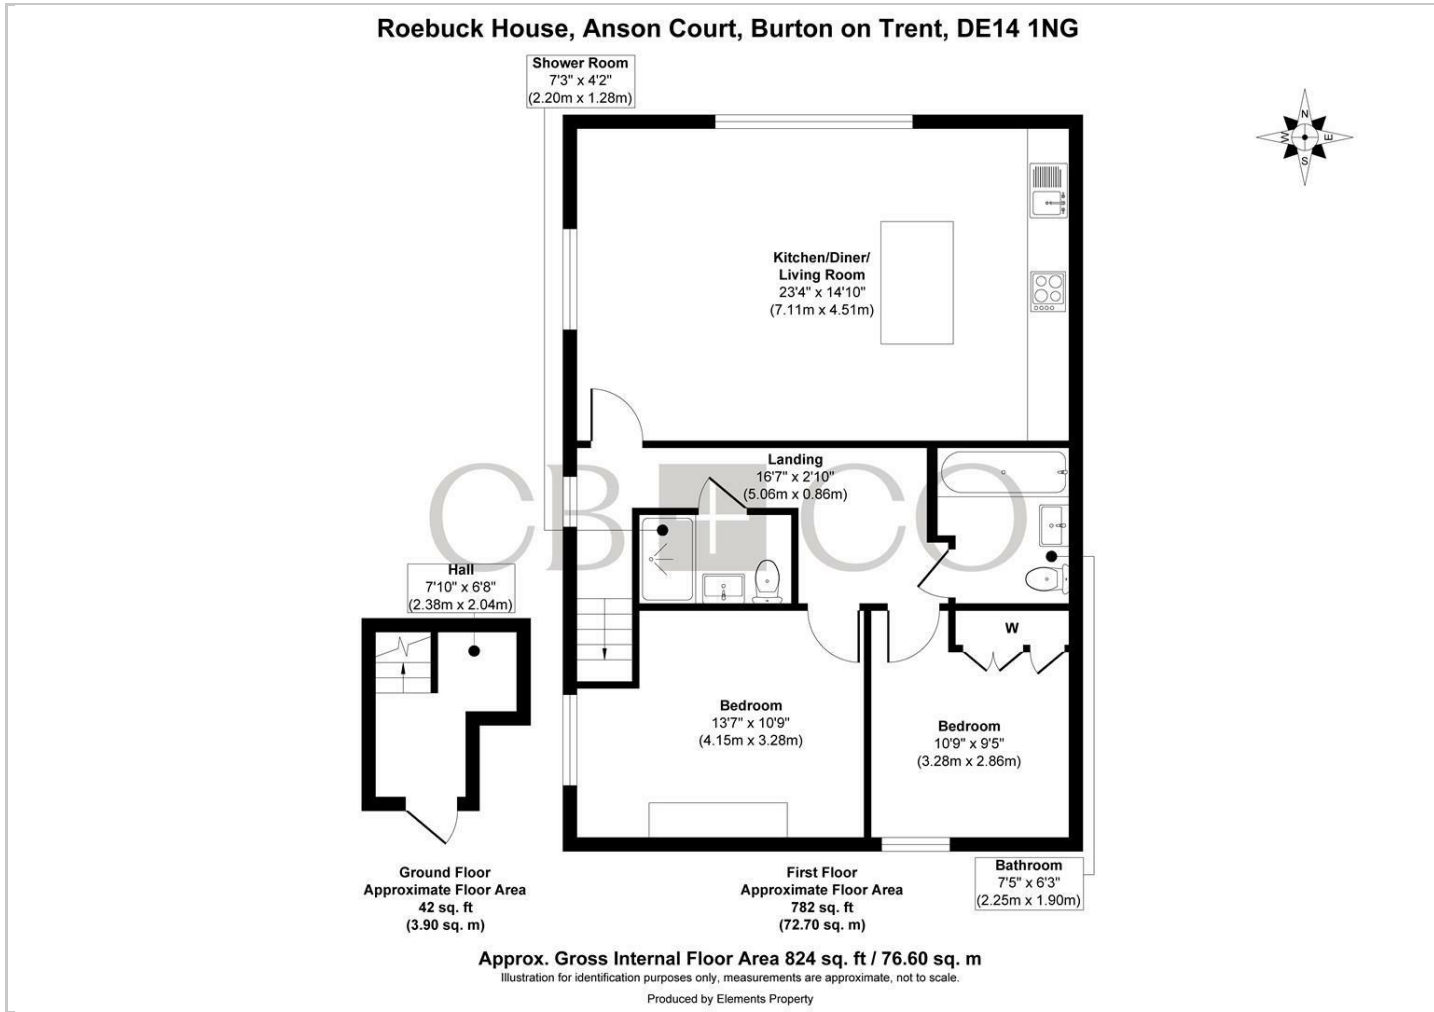 Roebuck House, Anson Court, Burton on Trent, DE14 1NG
Shower Room
7'3" x 4'2"
(2.20m x 1.28m)
N
W
E
S
Kitchen/Diner/
Living Room
23'4" x 14'10"
(7.11m x 4.51m)
Landing
16'7" x 2'10"
(5.06m x 0.86m)
CB+CO
Hall
7'10" x 6'8"
(2.38m x 2.04m)
W
Bedroom
13'7" x 10'9"
(4.15m x 3.28m)
Bedroom
10'9" x 9'5"
(3.28m x 2.86m)
Bathroom
7'5" x 6'3"
(2.25m x 1.90m)
Ground Floor
Approximate Floor Area
42 sq. ft
(3.90 sq. m)
First Floor
Approximate Floor Area
782 sq. ft
(72.70 sq. m)
Approx. Gross Internal Floor Area 824 sq. ft / 76.60 sq. m
Illustration for identification purposes only, measurements are approximate, not to scale.
Produced by Elements Property